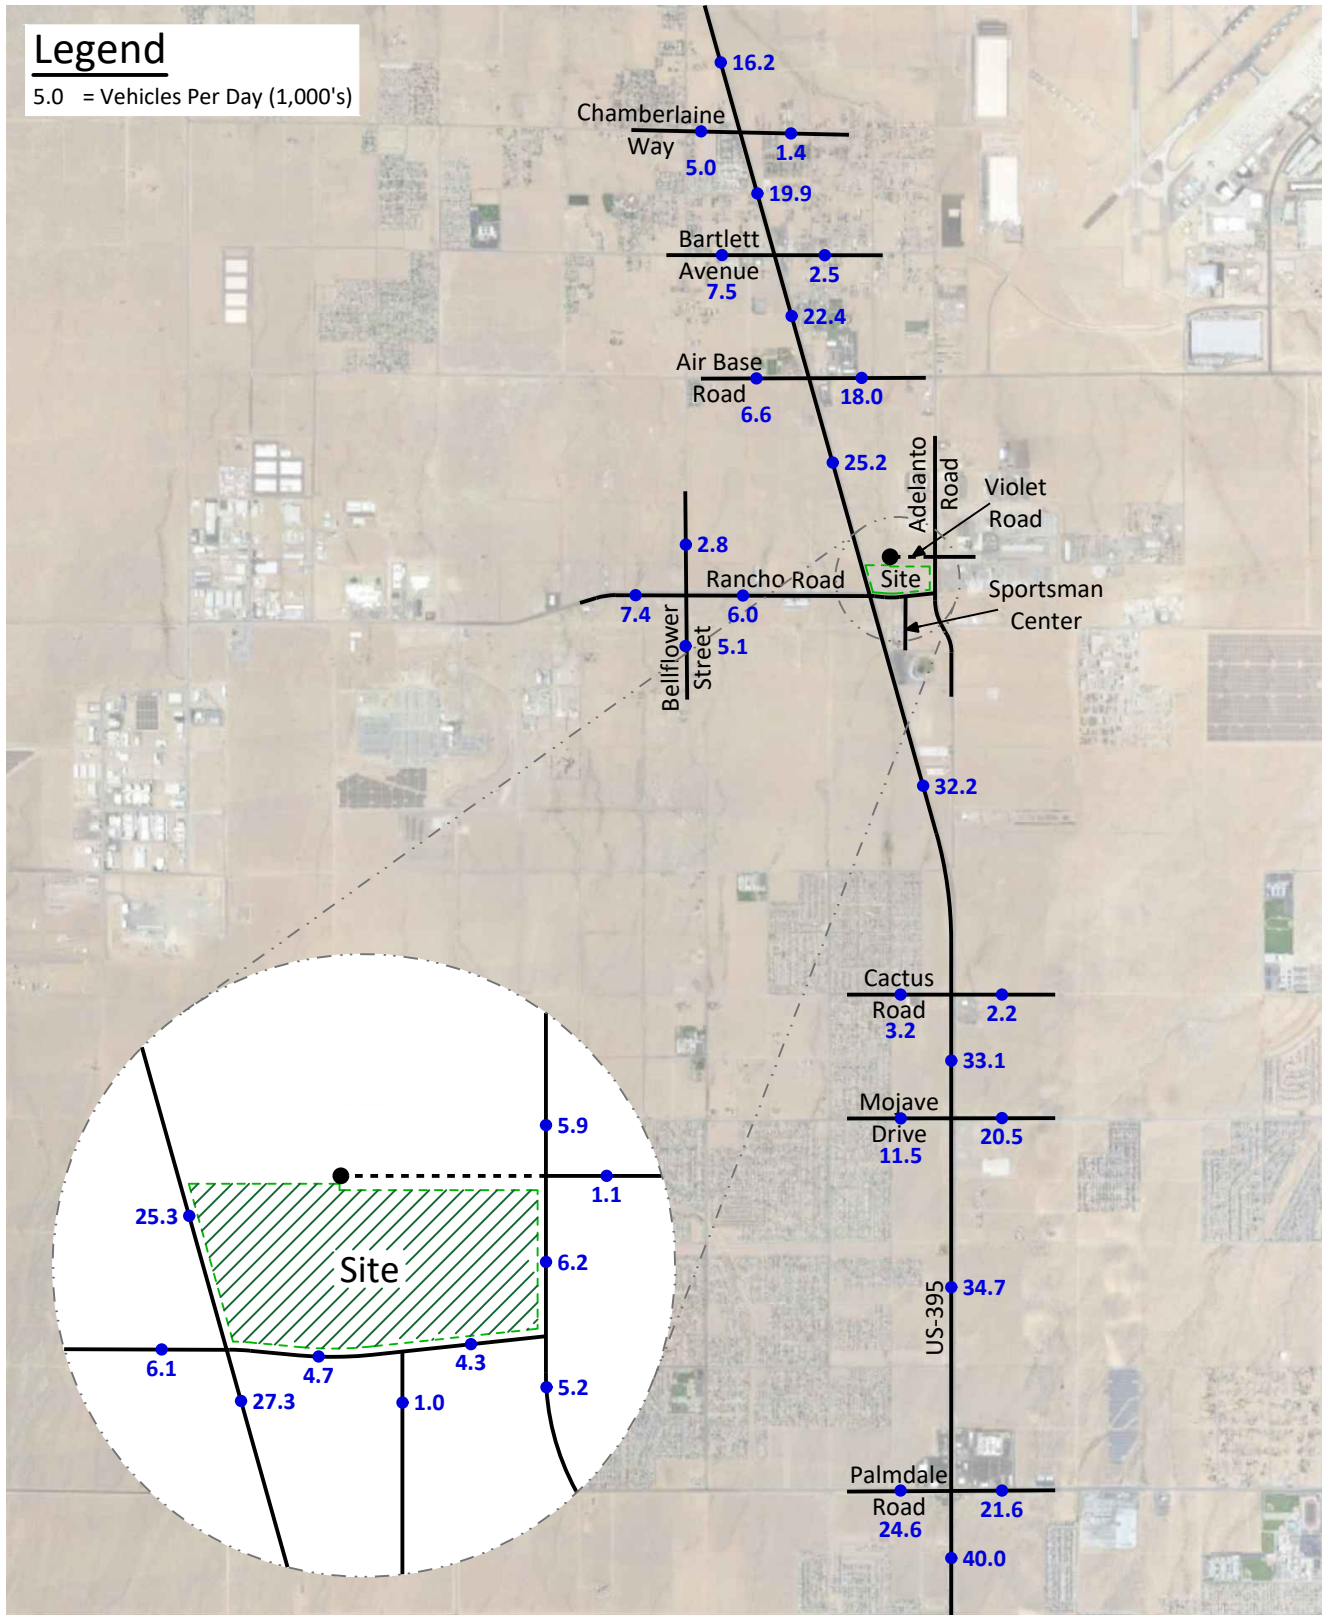 Legend
5.0 = Vehicles Per Day (1,000's)
16.2
Chamberlaine
Way
5.0
1.4
19.9
Bartlett
Avenue
7.5
2.5
22.4
Air Base
Road
6.6
18.0
25.2
Adelanto
Road
Violet
Road
2.8
Rancho Road
Site
Sportsman
Center
7.4
6.0
Bellflower
Street
5.1
32.2
Cactus
Road
3.2
2.2
33.1
Mojave
Drive
11.5
20.5
5.9
1.1
25.3
6.2
Site
6.1
4.7
4.3
5.2
27.3
1.0
34.7
US-395
Palmdale
Road
24.6
21.6
40.0